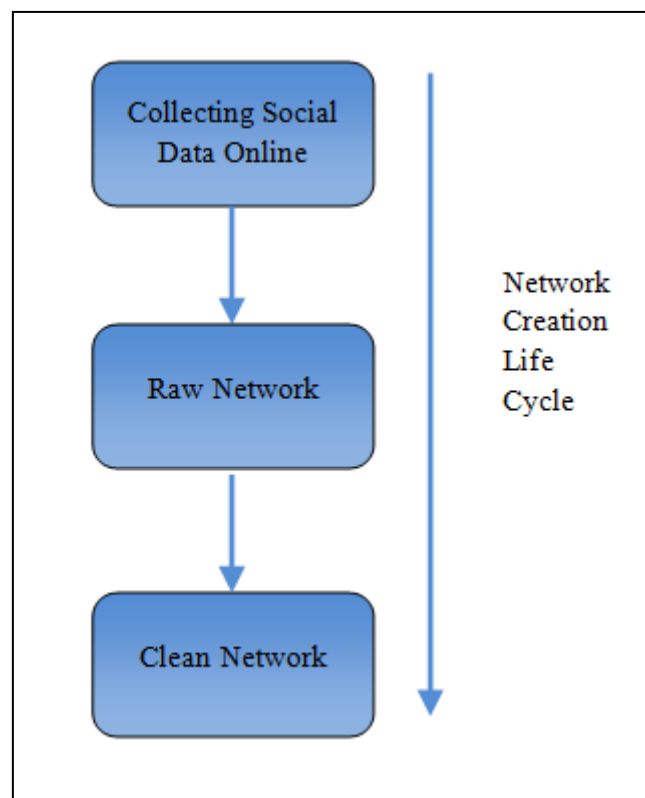 Collecting Social
Data Online
Raw Network
Clean Network
Network
Creation
Life
Cycle